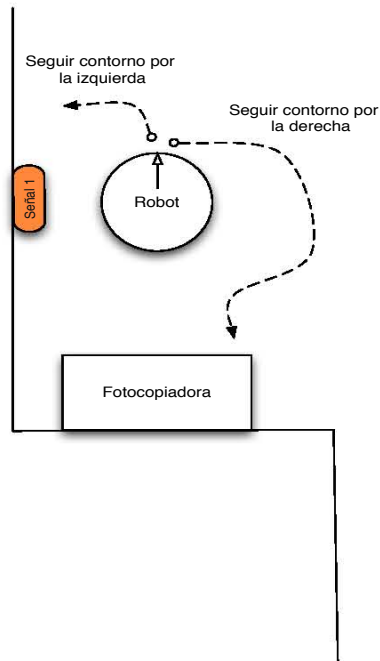 Seguir contorno por
la izquierda
Seguir contorno por
la derecha
Señal 1
Robot
Fotocopiadora